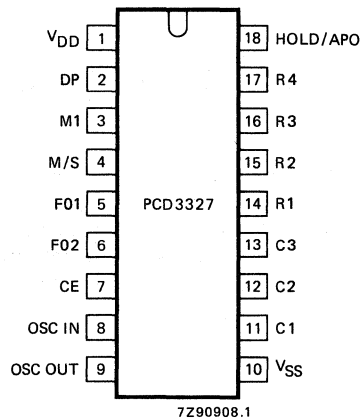 VDD 1 18 HOLD/APO
DP 2 17 R4
M1 3 16 R3
M/S 4 15 R2
F01 5 PCD3327 14 R1
F02 6 13 C3
CE 7 12 C2
OSC IN 8 11 C1
OSC OUT 9 10 VSS
7Z90908.1